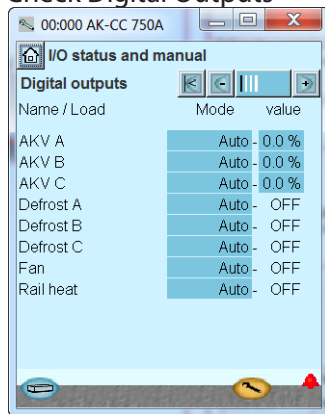 Check Digital Outputs
00:000 AK-CC 750A
I/O status and manual
Digital outputs
Name / Load Mode value
AKV A Auto - 0.0 %
AKV B Auto - 0.0 %
AKV C Auto - 0.0 %
Defrost A Auto - OFF
Defrost B Auto - OFF
Defrost C Auto - OFF
Fan Auto - OFF
Rail heat Auto - OFF